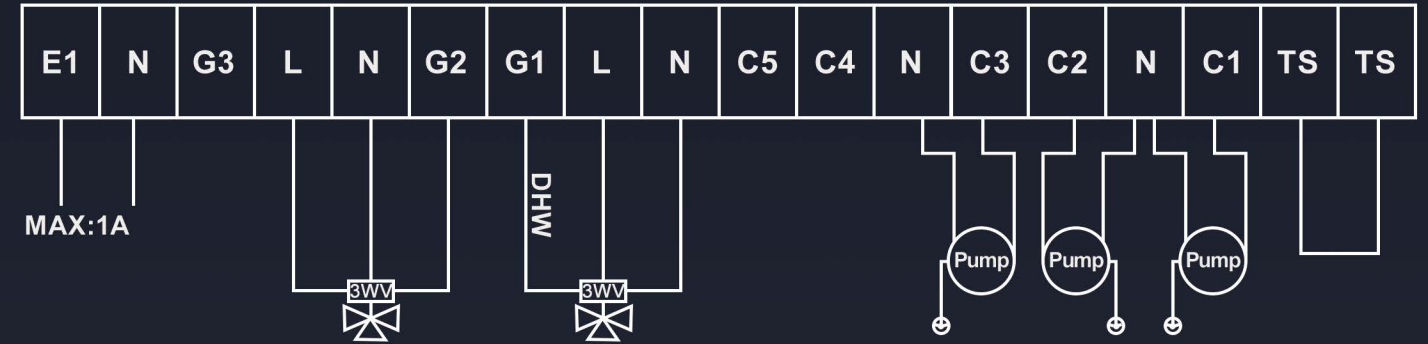 E1 N G3 L N G2 G1 L N C5 C4 N C3 C2 N C1 TS TS
DHW
MAX:1A
Pump Pump Pump
3WV 3WV